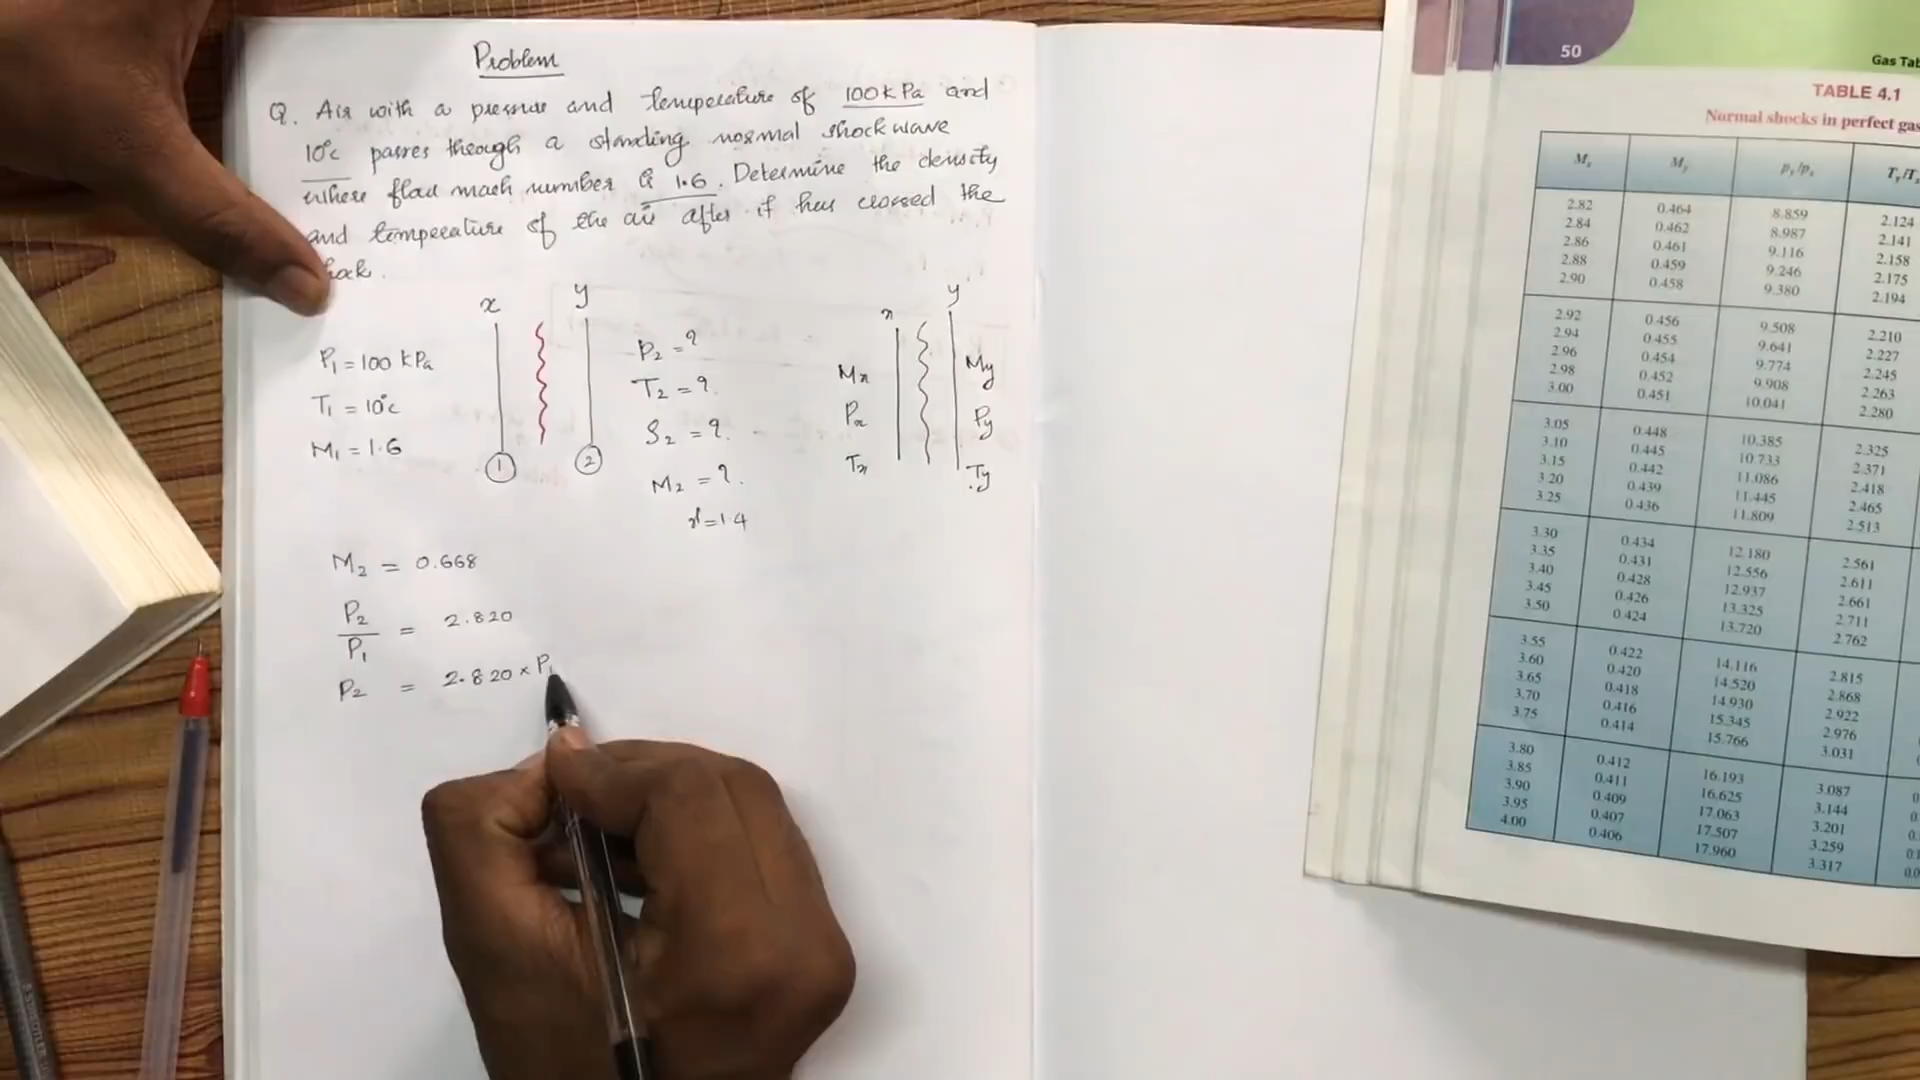 Problem
Q. Air with a pressure and temperature of 100 kPa and
10°c passes through a standing normal shock wave
whose flow mach number is 1.6. Determine the density
and temperature of the air after it has crossed the
hock.
x
y
P1 = 100 kPa
T1 = 10°c
M1 = 1.6
1
2
P2 = ?
T2 = ?
S2 = ?.
M2 = ?.
γ = 1.4
x
y
Mx
Px
Tx
My
Py
Ty
M2 = 0.668
P2
P1
= 2.820
P2 = 2.820 × P1
50
Gas Tab
TABLE 4.1
Normal shocks in perfect gas
Mx My py/px Ty/Tx
2.82 0.464 8.859 2.124
2.84 0.462 8.987 2.141
2.86 0.461 9.116 2.158
2.88 0.459 9.246 2.175
2.90 0.458 9.380 2.194
2.92 0.456 9.508 2.210
2.94 0.455 9.641 2.227
2.96 0.454 9.774 2.245
2.98 0.452 9.908 2.263
3.00 0.451 10.041 2.280
3.05 0.448 10.385 2.325
3.10 0.445 10.733 2.371
3.15 0.442 11.086 2.418
3.20 0.439 11.445 2.465
3.25 0.436 11.809 2.513
3.30 0.434 12.180 2.561
3.35 0.431 12.556 2.611
3.40 0.428 12.937 2.661
3.45 0.426 13.325 2.711
3.50 0.424 13.720 2.762
3.55 0.422 14.116 2.815
3.60 0.420 14.520 2.868
3.65 0.418 14.930 2.922
3.70 0.416 15.345 2.976
3.75 0.414 15.766 3.031
3.80 0.412 16.193 3.087
3.85 0.411 16.625 3.144
3.90 0.409 17.063 3.201
3.95 0.407 17.507 3.259
4.00 0.406 17.960 3.317